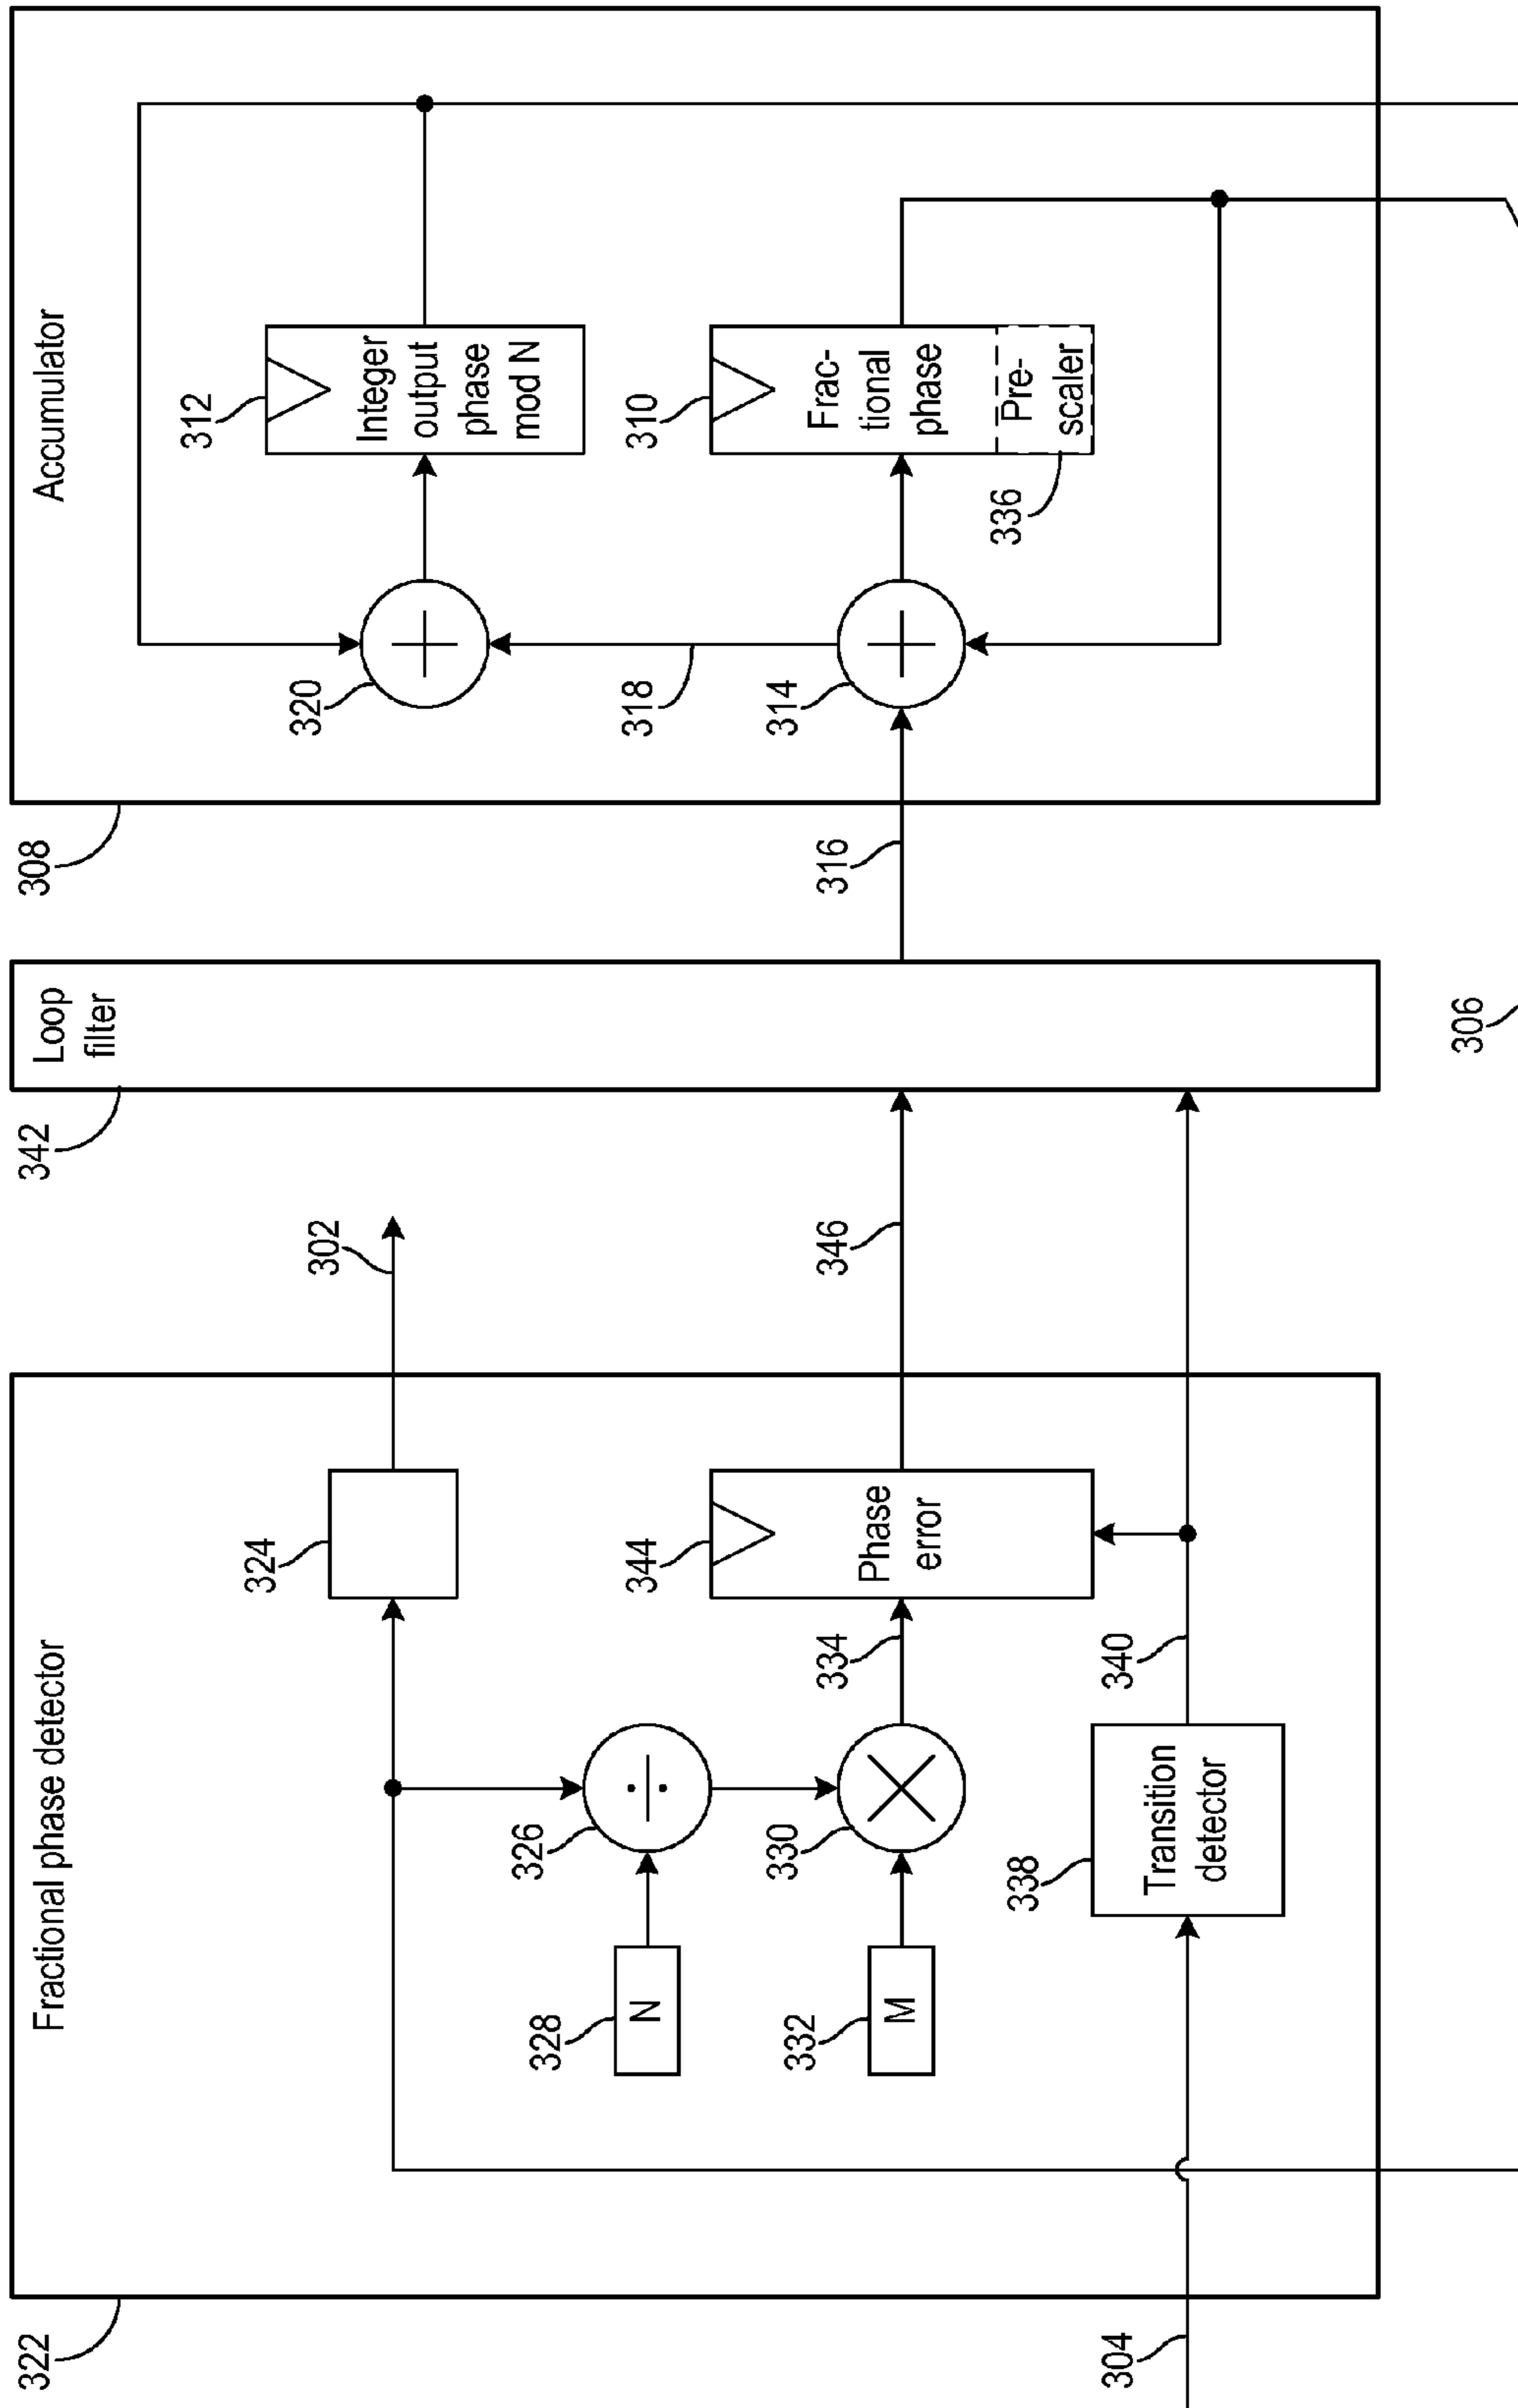 Fractional phase detector
322
324
302
326
328
N
330
332
M
334
344
Phase
error
346
338
Transition
detector
340
304
Loop
filter
342
306
Accumulator
308
312
Integer
output
phase
mod N
310
Frac-
tional
phase
Pre-
scaler
336
320
318
314
316